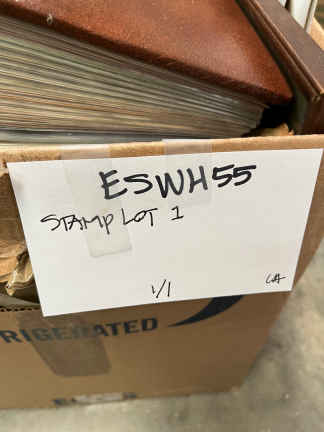 ESWH55
STAMP LOT 1
1/1
RIGERATED